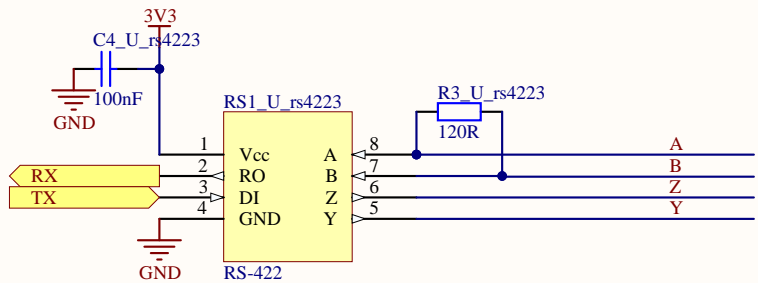 3V3
C4_U_rs4223
100nF
GND
RS1_U_rs4223
R3_U_rs4223
120R
1 Vcc A 8 A
RX 2 RO B 7 B
TX 3 DI Z 6 Z
4 GND Y 5 Y
GND
RS-422